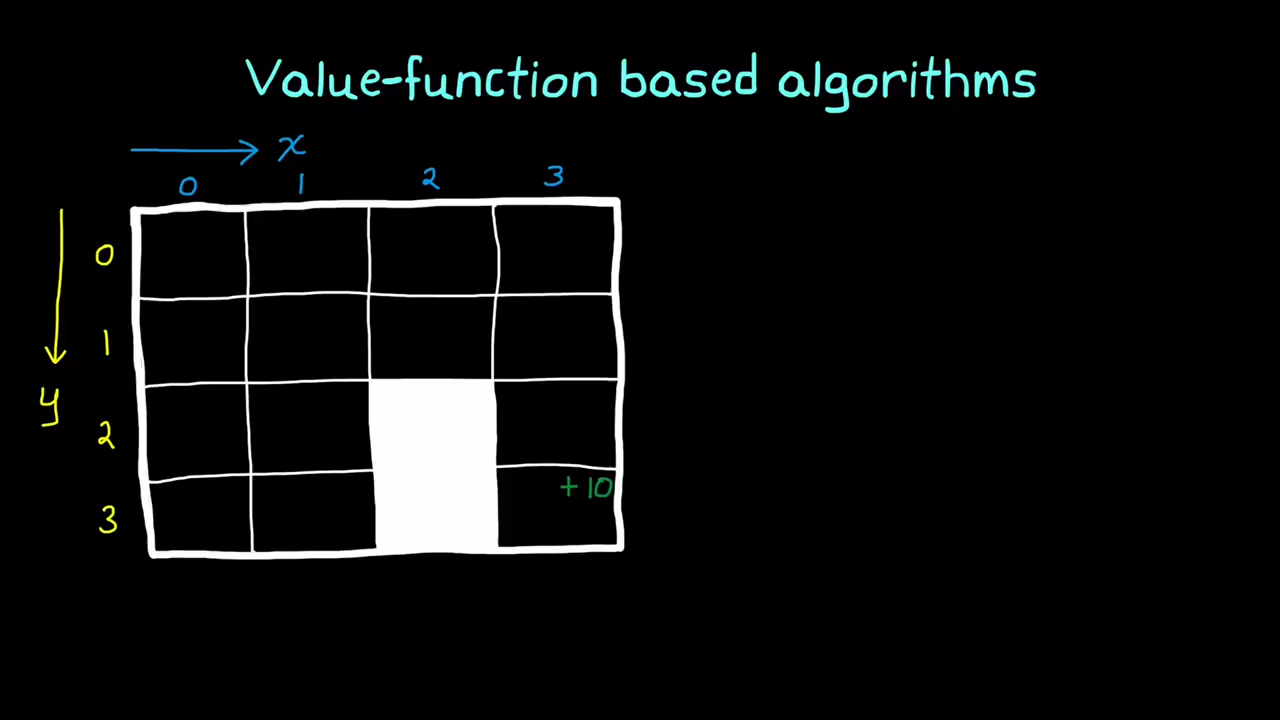 Value-function based algorithms
x
0 1 2 3
0
1
y
2
+10
3